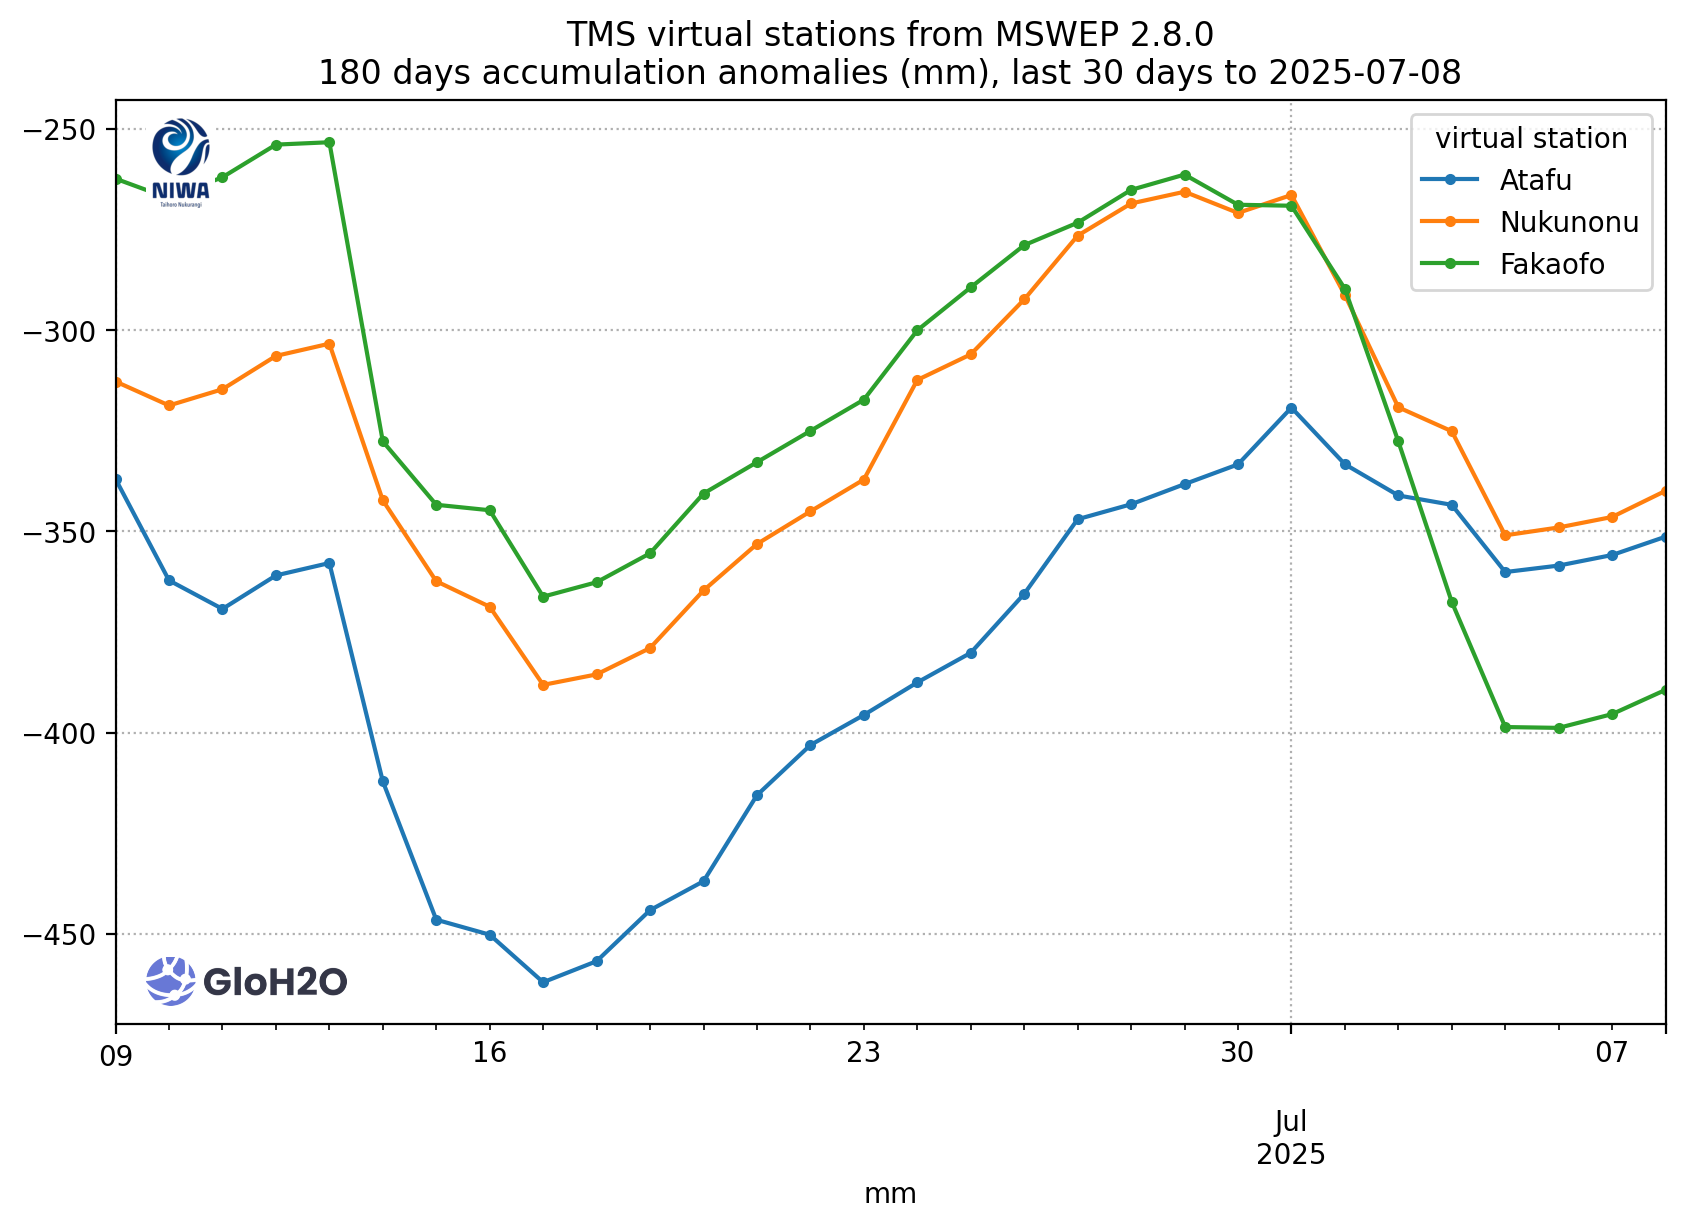 TMS virtual stations from MSWEP 2.8.0
180 days accumulation anomalies (mm), last 30 days to 2025-07-08
−250
−300
−350
−400
−450
NIWA
Taihoro Nukurangi
virtual station
Atafu
Nukunonu
Fakaofo
GloH2O
09
16
23
30
07
Jul
2025
mm